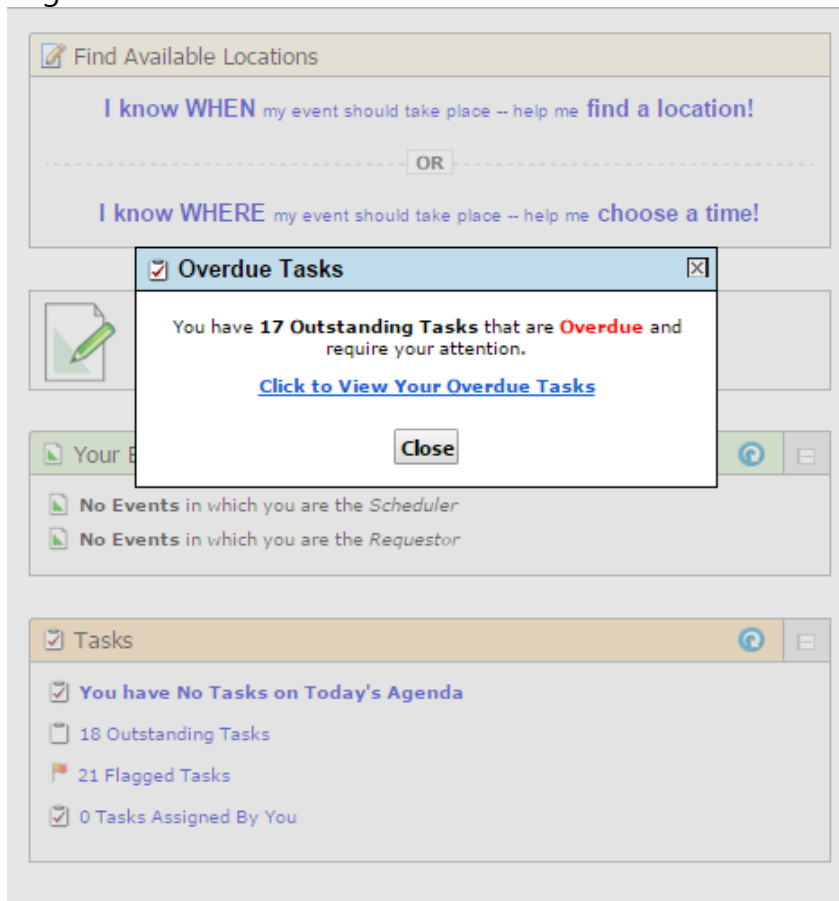 Find Available Locations
I know WHEN my event should take place -- help me find a location!
OR
I know WHERE my event should take place -- help me choose a time!
Overdue Tasks
You have 17 Outstanding Tasks that are Overdue and
require your attention.
Click to View Your Overdue Tasks
Close
Your
No Events in which you are the Scheduler
No Events in which you are the Requestor
Tasks
You have No Tasks on Today's Agenda
18 Outstanding Tasks
21 Flagged Tasks
0 Tasks Assigned By You